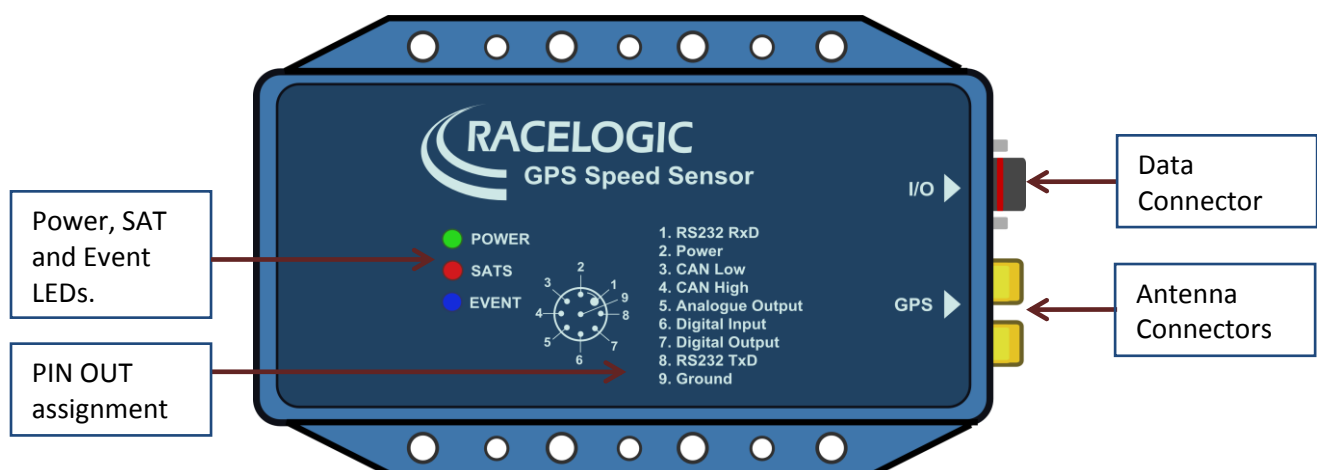 RACELOGIC
GPS Speed Sensor
Power, SAT
and Event
LEDs.
PIN OUT
assignment
POWER
SATS
EVENT
2
3
1
9
4
8
5
7
6
1. RS232 RxD
2. Power
3. CAN Low
4. CAN High
5. Analogue Output
6. Digital Input
7. Digital Output
8. RS232 TxD
9. Ground
I/O
GPS
Data
Connector
Antenna
Connectors